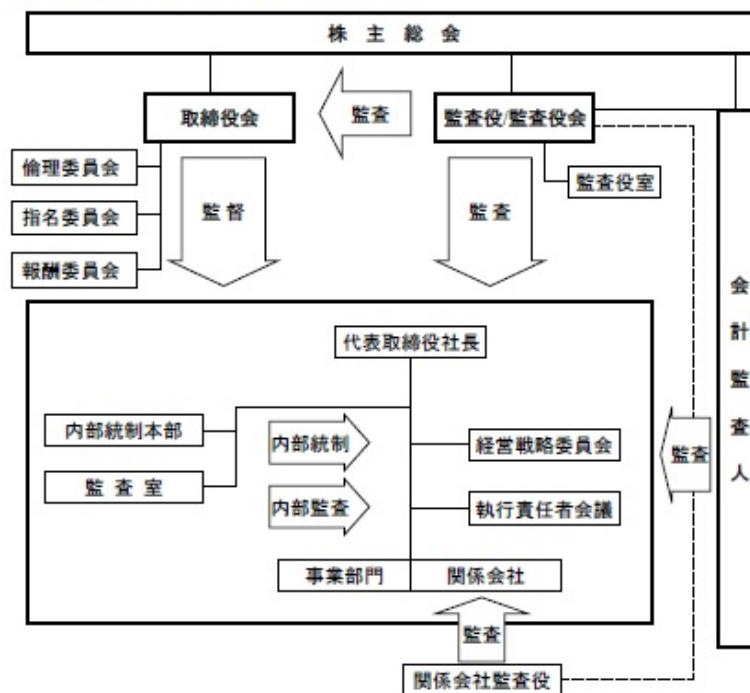 株主総会
取締役会
監査
監査役/監査役会
倫理委員会
指名委員会
報酬委員会
監督
監査
監査役室
会計監査人
代表取締役社長
内部統制本部
内部統制
経営戦略委員会
監査
監査室
内部監査
執行責任者会議
事業部門
関係会社
監査
関係会社監査役